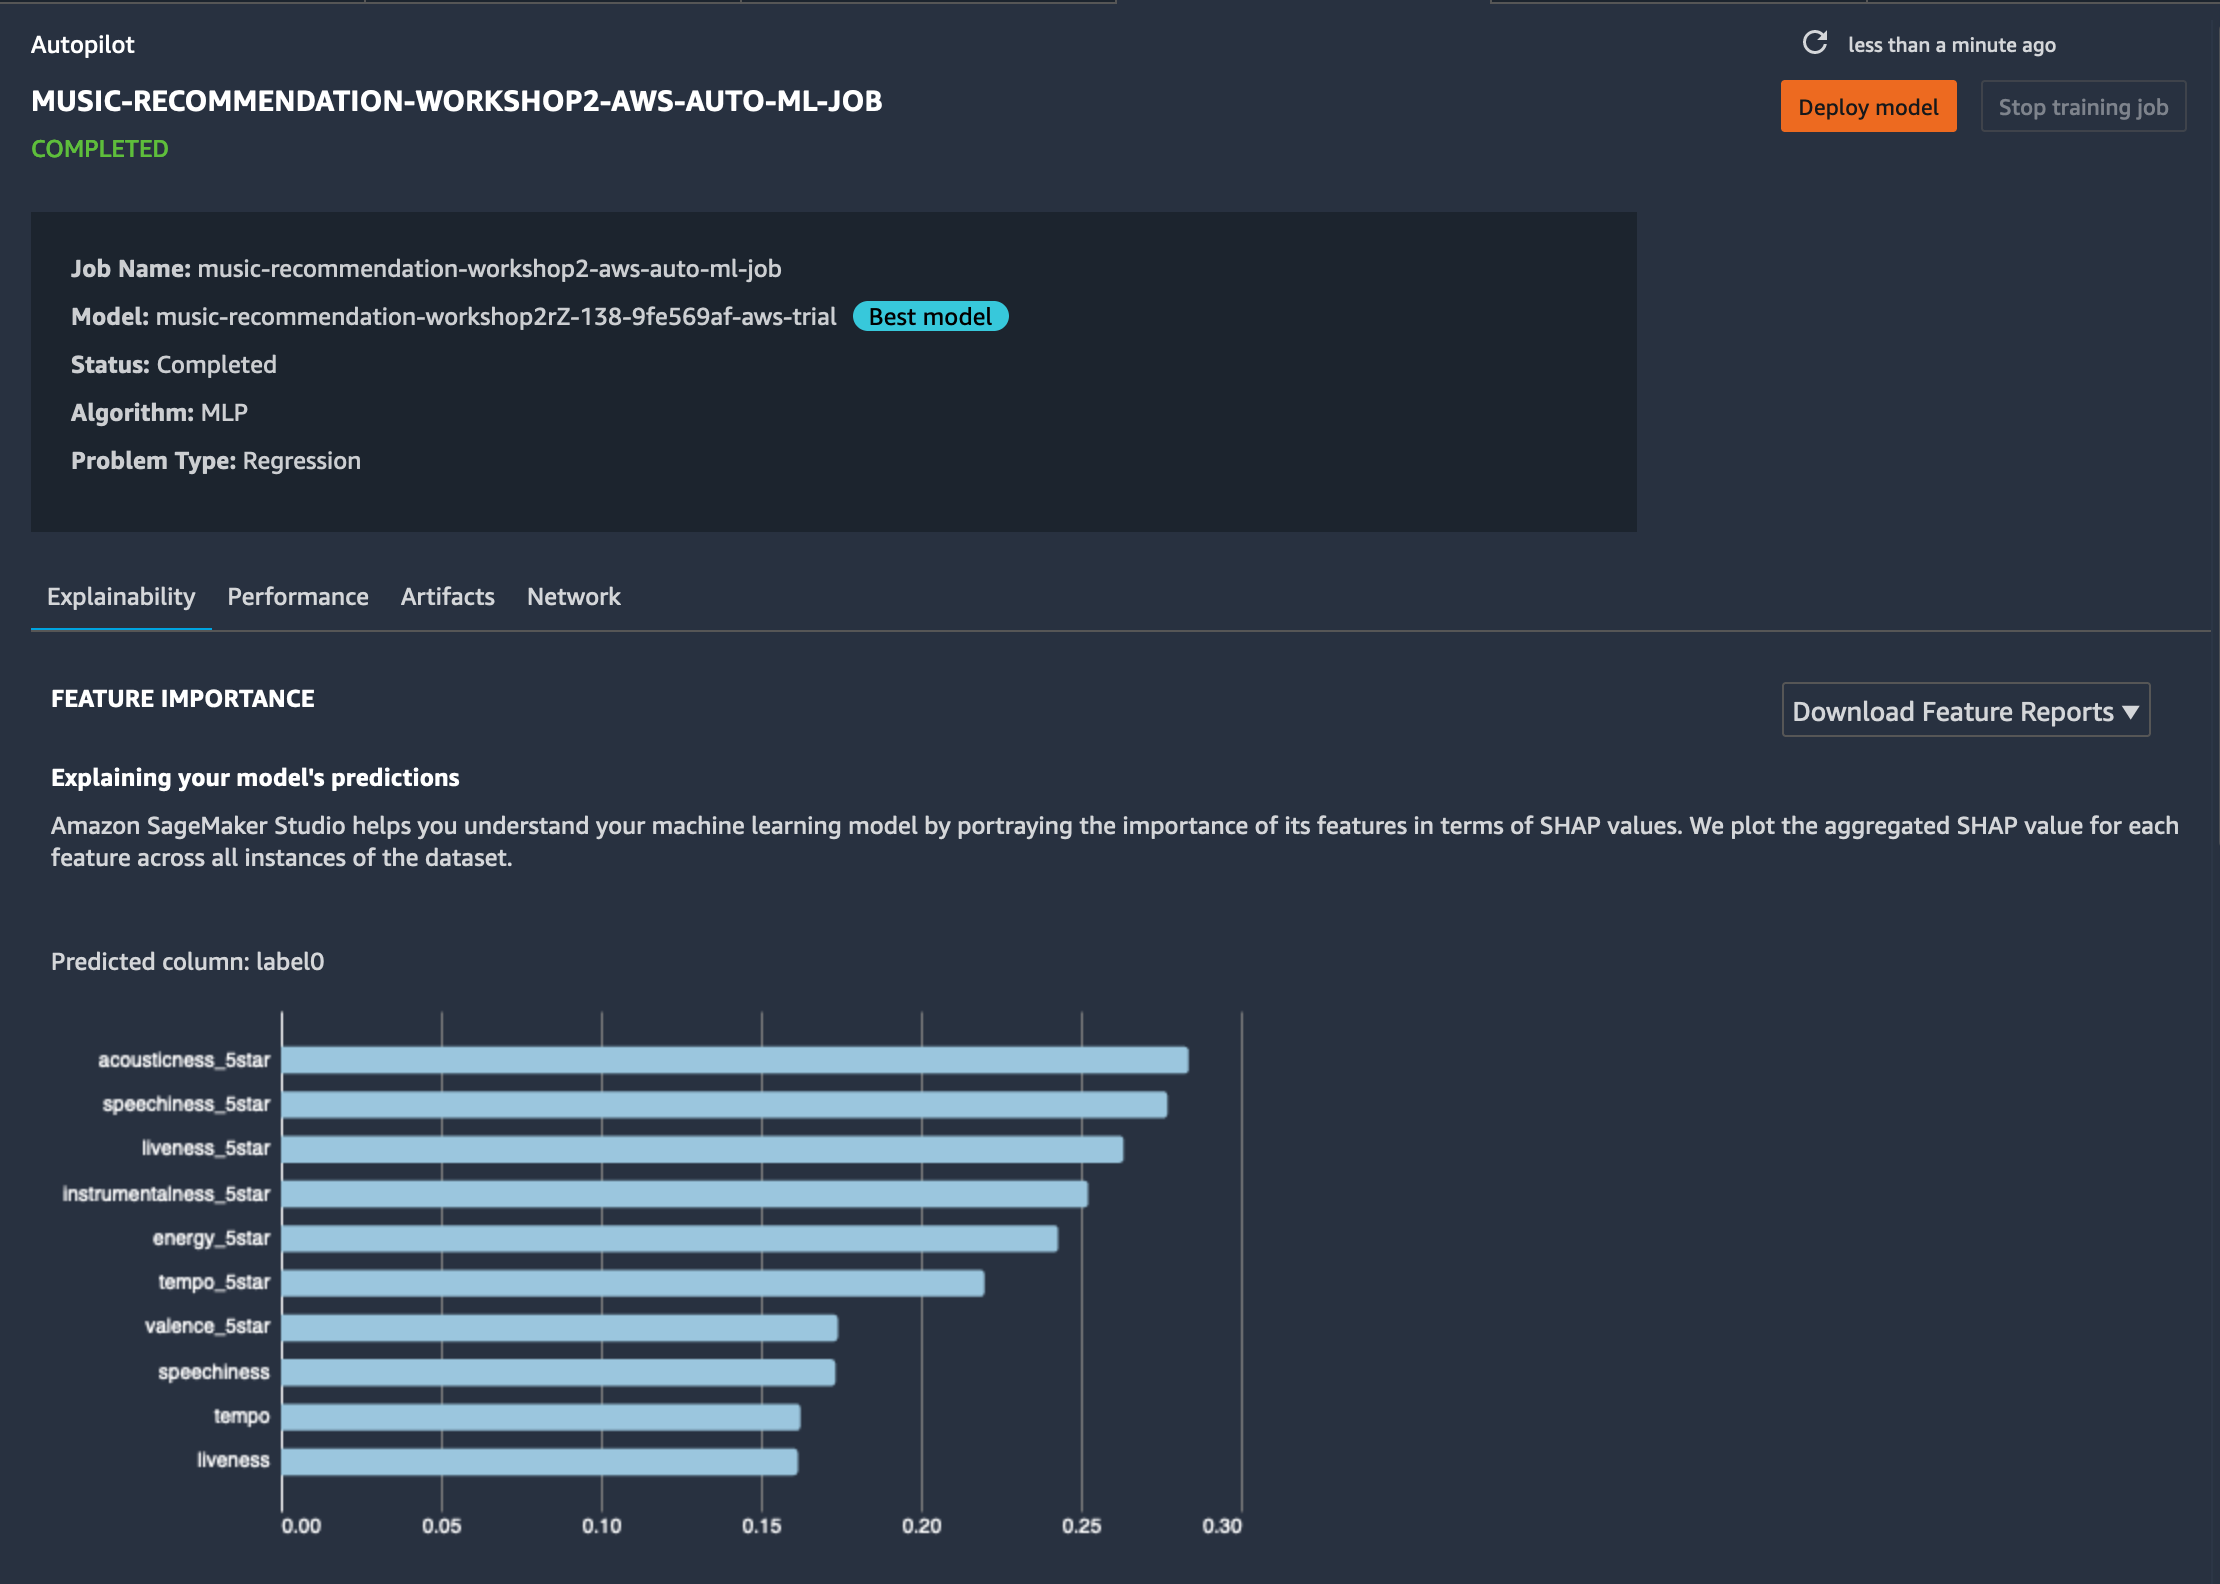 Autopilot
less than a minute ago
MUSIC-RECOMMENDATION-WORKSHOP2-AWS-AUTO-ML-JOB
Deploy model
Stop training job
COMPLETED
Job Name: music-recommendation-workshop2-aws-auto-ml-job
Model: music-recommendation-workshop2rZ-138-9fe569af-aws-trial Best model
Status: Completed
Algorithm: MLP
Problem Type: Regression
Explainability Performance Artifacts Network
FEATURE IMPORTANCE
Download Feature Reports ▼
Explaining your model's predictions
Amazon SageMaker Studio helps you understand your machine learning model by portraying the importance of its features in terms of SHAP values. We plot the aggregated SHAP value for each
feature across all instances of the dataset.
Predicted column: label0
acousticness_5star
speechiness_5star
liveness_5star
instrumentalness_5star
energy_5star
tempo_5star
valence_5star
speechiness
tempo
liveness
0.00 0.05 0.10 0.15 0.20 0.25 0.30